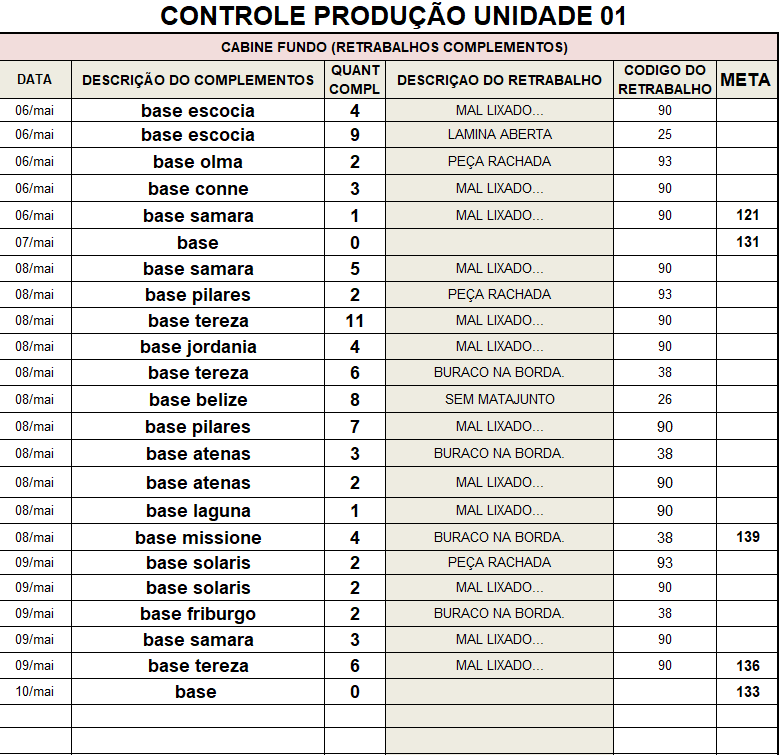 CONTROLE PRODUÇÃO UNIDADE 01
CABINE FUNDO (RETRABALHOS COMPLEMENTOS)
DATA DESCRIÇÃO DO COMPLEMENTOS QUANT COMPL DESCRIÇAO DO RETRABALHO CODIGO DO RETRABALHO META
06/mai base escocia 4 MAL LIXADO... 90
06/mai base escocia 9 LAMINA ABERTA 25
06/mai base olma 2 PEÇA RACHADA 93
06/mai base conne 3 MAL LIXADO... 90
06/mai base samara 1 MAL LIXADO... 90 121
07/mai base 0 131
08/mai base samara 5 MAL LIXADO... 90
08/mai base pilares 2 PEÇA RACHADA 93
08/mai base tereza 11 MAL LIXADO... 90
08/mai base jordania 4 MAL LIXADO... 90
08/mai base tereza 6 BURACO NA BORDA. 38
08/mai base belize 8 SEM MATAJUNTO 26
08/mai base pilares 7 MAL LIXADO... 90
08/mai base atenas 3 BURACO NA BORDA. 38
08/mai base atenas 2 MAL LIXADO... 90
08/mai base laguna 1 MAL LIXADO... 90
08/mai base missione 4 BURACO NA BORDA. 38 139
09/mai base solaris 2 PEÇA RACHADA 93
09/mai base solaris 2 MAL LIXADO... 90
09/mai base friburgo 2 BURACO NA BORDA. 38
09/mai base samara 3 MAL LIXADO... 90
09/mai base tereza 6 MAL LIXADO... 90 136
10/mai base 0 133